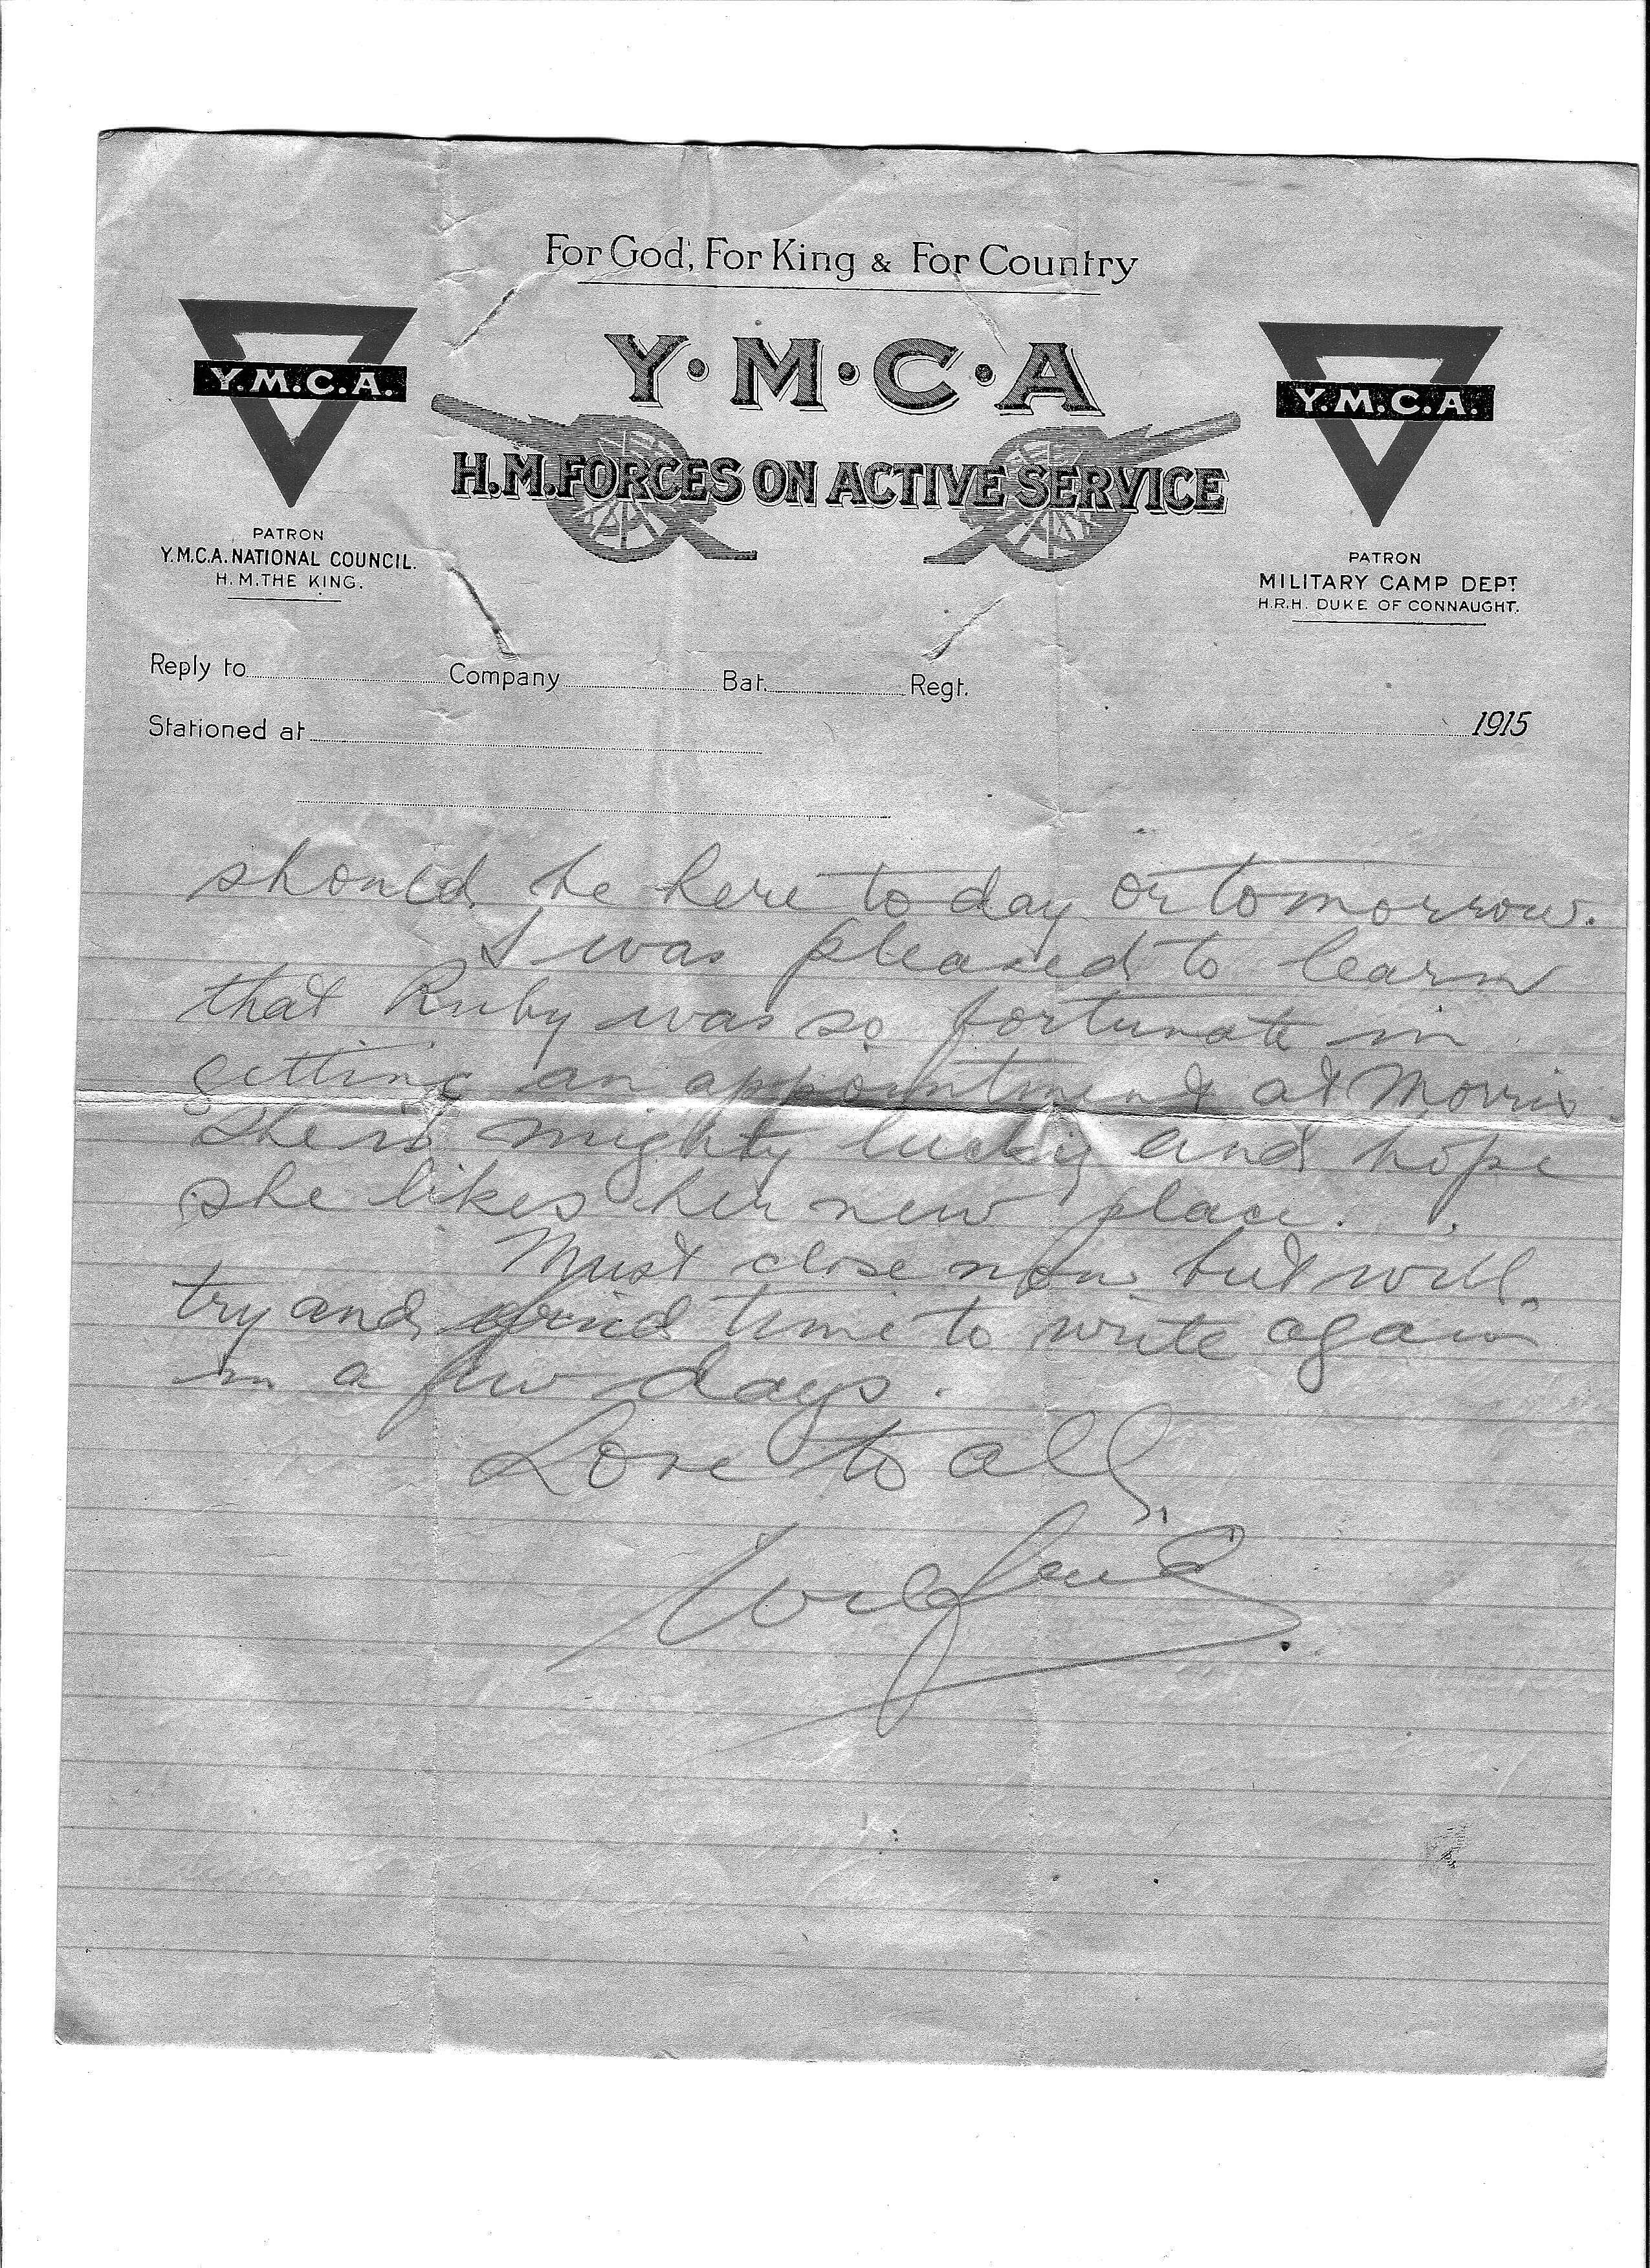 For God, For King & For Country
Y.M.C.A.
Y•M•C•A
Y.M.C.A.
H.M. FORCES ON ACTIVE SERVICE
PATRON
Y.M.C.A. NATIONAL COUNCIL.
H.M. THE KING.
PATRON
MILITARY CAMP DEPT.
H.R.H. DUKE OF CONNAUGHT.
Reply to Company Bat. Regt.
Stationed at 1915
should be here to day or tomorrow.
I was pleased to learn
that Ruby was so fortunate in
getting an appointment at Morris.
She is mighty lucky and hope
she likes her new place.
Must close now but will
try and find time to write again
in a few days.
Love to all,
Wilfrid